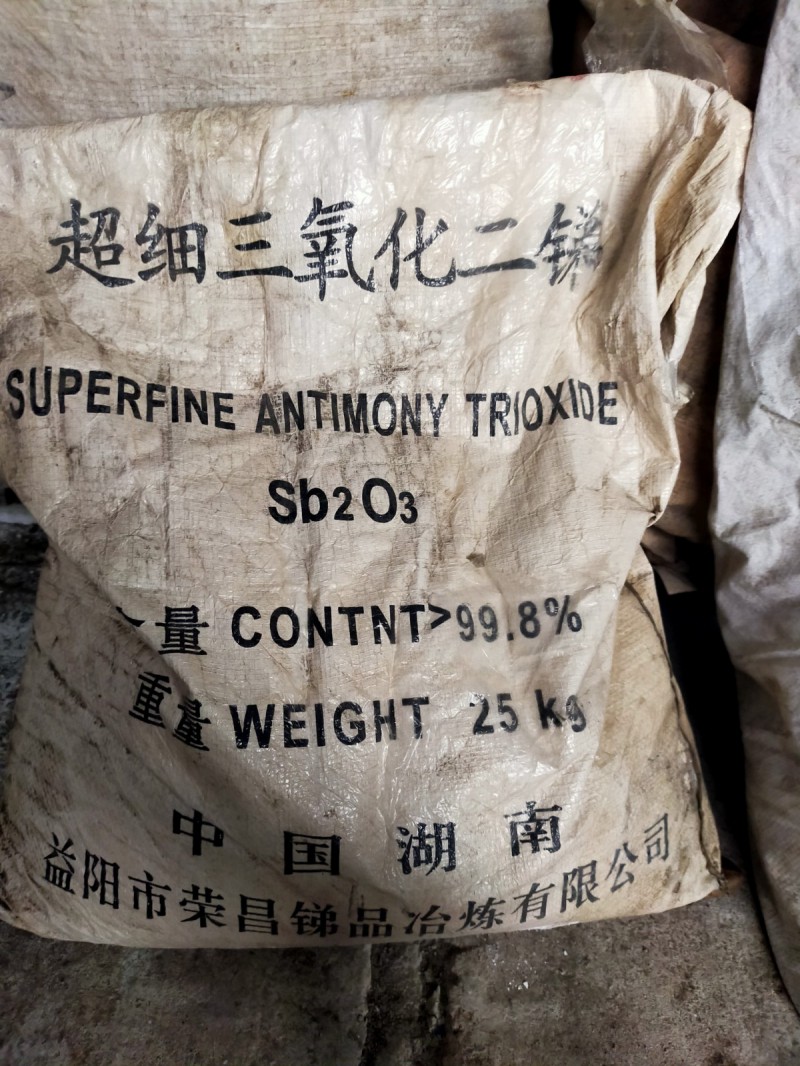 超细三氧化二锑
SUPERFINE ANTIMONY TRIOXIDE
Sb2O3
含量 CONTNT>99.8%
重量 WEIGHT 25 kg
中国湖南
益阳市荣昌锑品冶炼有限公司